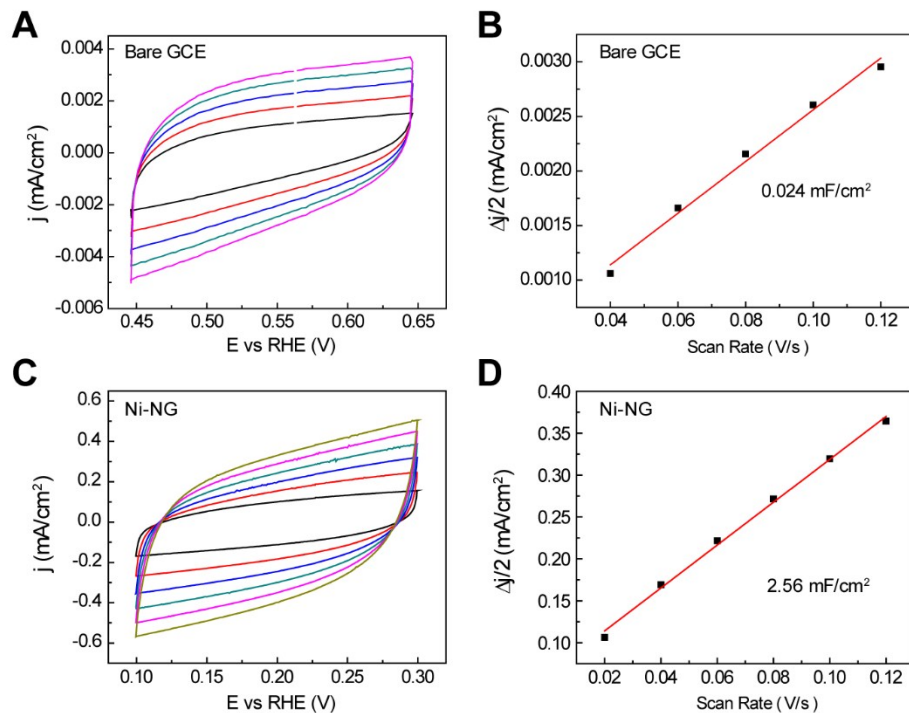 A
Bare GCE
j (mA/cm²)
0.004
0.002
0.000
-0.002
-0.004
-0.006
0.45 0.50 0.55 0.60 0.65
E vs RHE (V)
B
Bare GCE
Δj/2 (mA/cm²)
0.0030
0.0025
0.0020
0.0015
0.0010
0.024 mF/cm²
0.04 0.06 0.08 0.10 0.12
Scan Rate (V/s)
C
Ni-NG
j (mA/cm²)
0.6
0.4
0.2
0.0
-0.2
-0.4
-0.6
0.10 0.15 0.20 0.25 0.30
E vs RHE (V)
D
Ni-NG
Δj/2 (mA/cm²)
0.40
0.35
0.30
0.25
0.20
0.15
0.10
2.56 mF/cm²
0.02 0.04 0.06 0.08 0.10 0.12
Scan Rate (V/s)